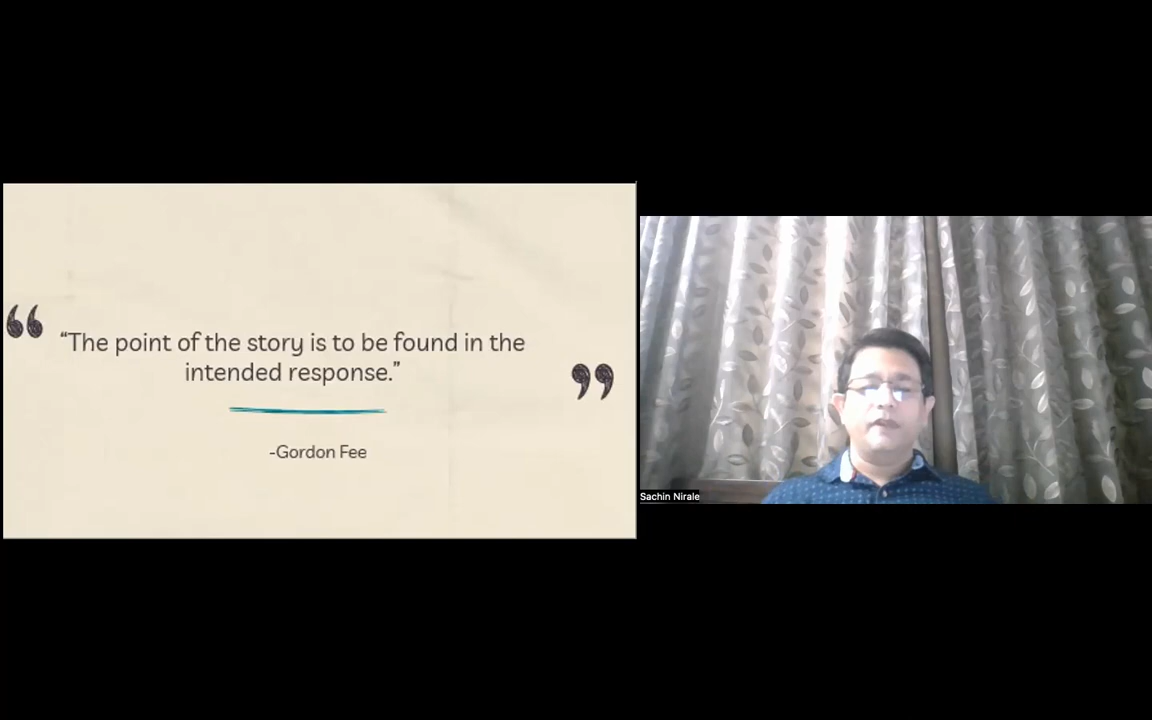 “The point of the story is to be found in the
intended response.”
-Gordon Fee
Sachin Nirale